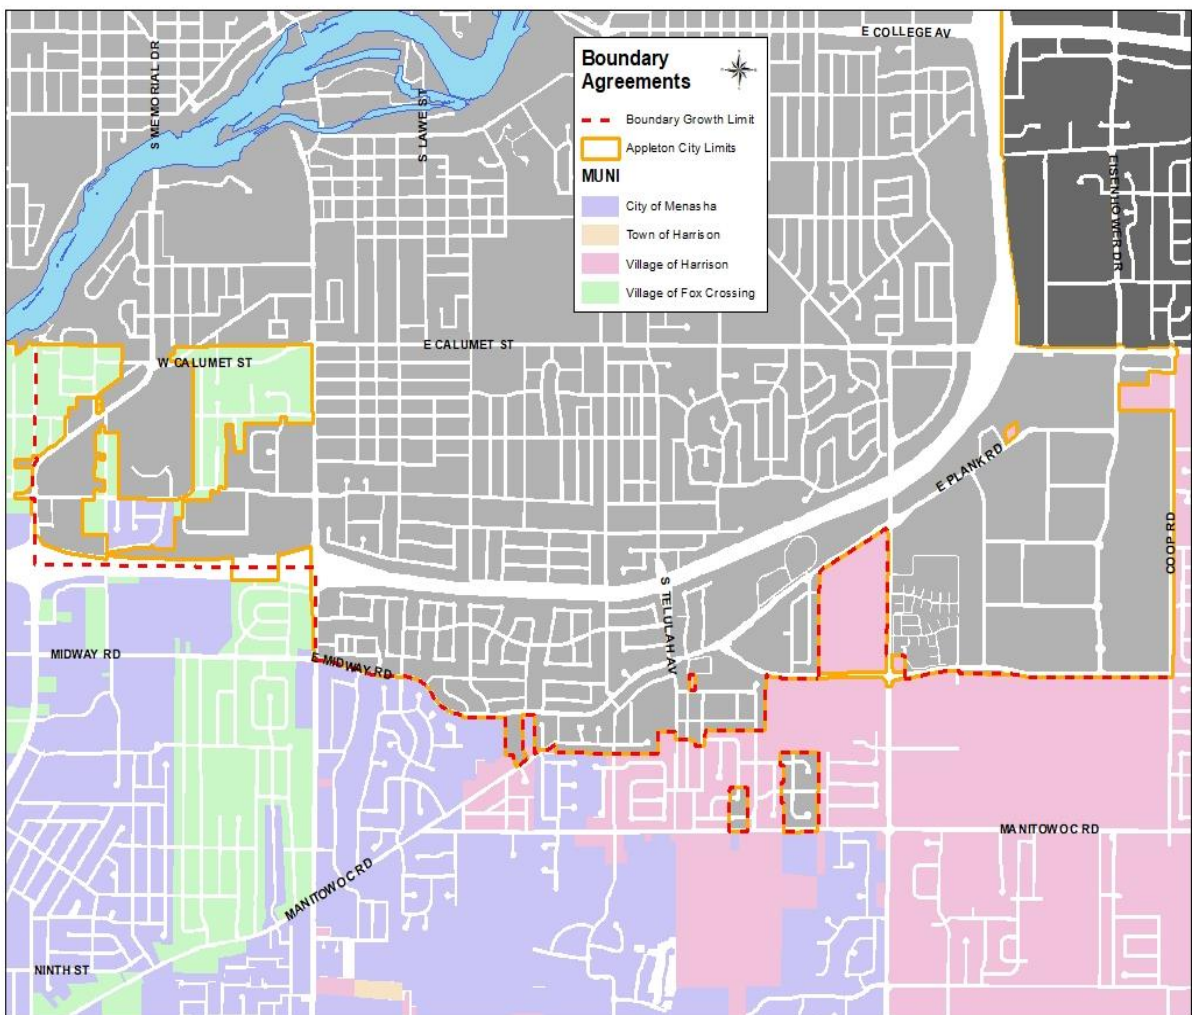 E COLLEGE AV
S MEMORIAL DR
S LAWE ST
Boundary
Agreements
Boundary Growth Limit
Appleton City Limits
MUNI
City of Menasha
Town of Harrison
Village of Harrison
Village of Fox Crossing
EISENHOWER DR
W CALUMET ST
E CALUMET ST
E PLANK RD
COOP RD
S TELULAH AV
MIDWAY RD
E MIDWAY RD
MANITOWOC RD
MANITOWOC RD
NINTH ST